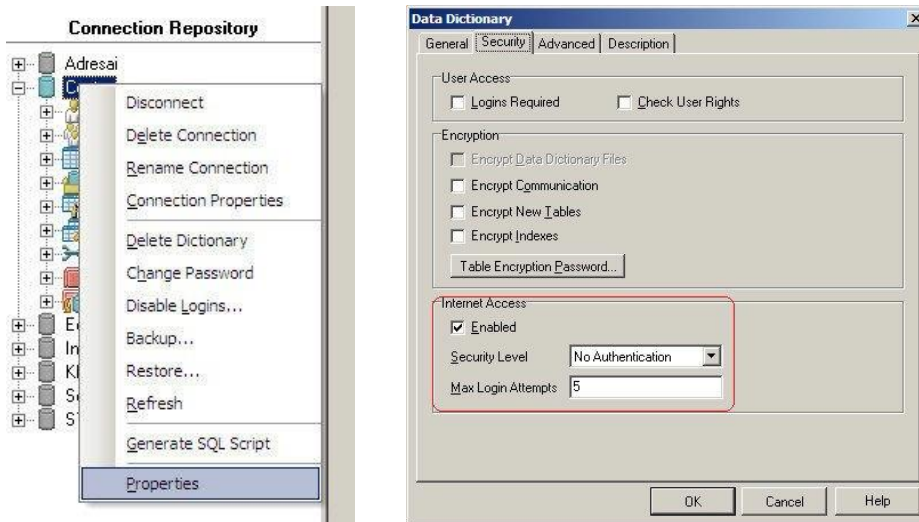 Connection Repository
Adresai
Disconnect
Delete Connection
Rename Connection
Connection Properties
Delete Dictionary
Change Password
Disable Logins...
Backup...
Restore...
Refresh
Generate SQL Script
Properties
Data Dictionary
General Security Advanced Description
User Access
Logins Required Check User Rights
Encryption
Encrypt Data Dictionary Files
Encrypt Communication
Encrypt New Tables
Encrypt Indexes
Table Encryption Password...
Internet Access
Enabled
Security Level No Authentication
Max Login Attempts 5
OK Cancel Help